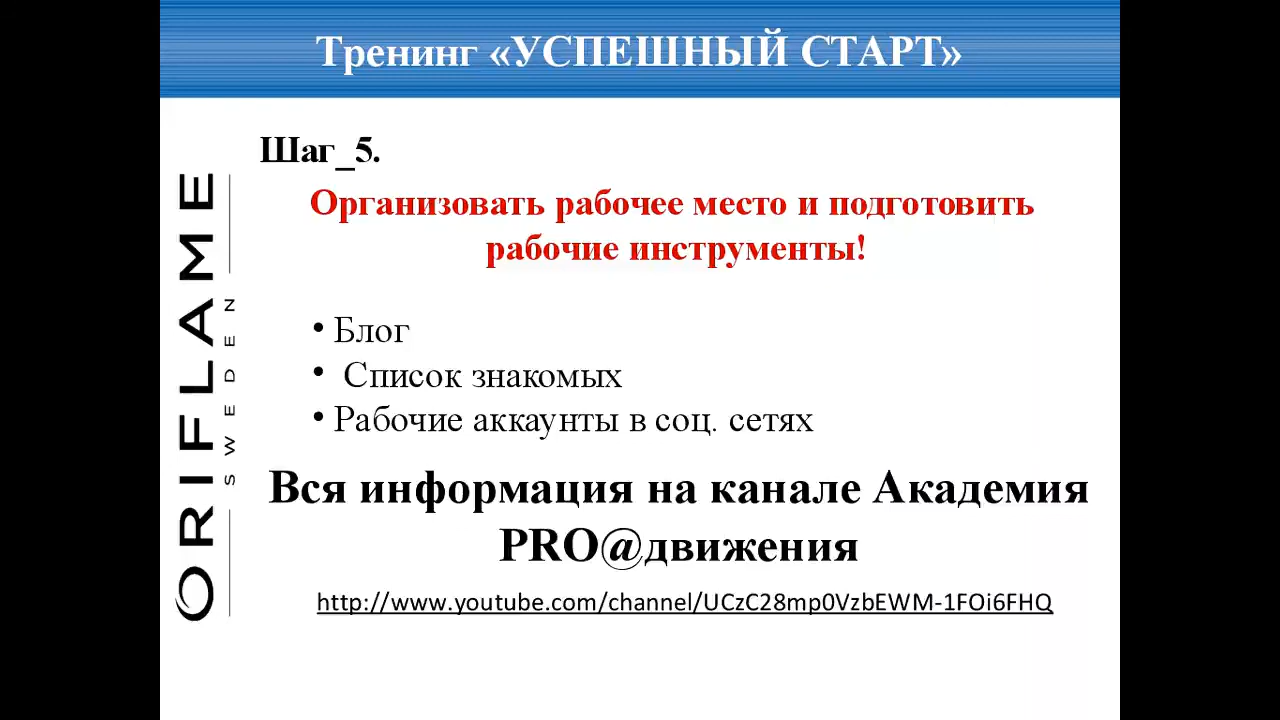 Тренинг «УСПЕШНЫЙ СТАРТ»
Шаг_5.
Организовать рабочее место и подготовить
рабочие инструменты!
• Блог
• Список знакомых
• Рабочие аккаунты в соц. сетях
Вся информация на канале Академия
PRO@движения
http://www.youtube.com/channel/UCzC28mp0VzbEWM-1FOi6FHQ
ORIFLAME
SWEDEN